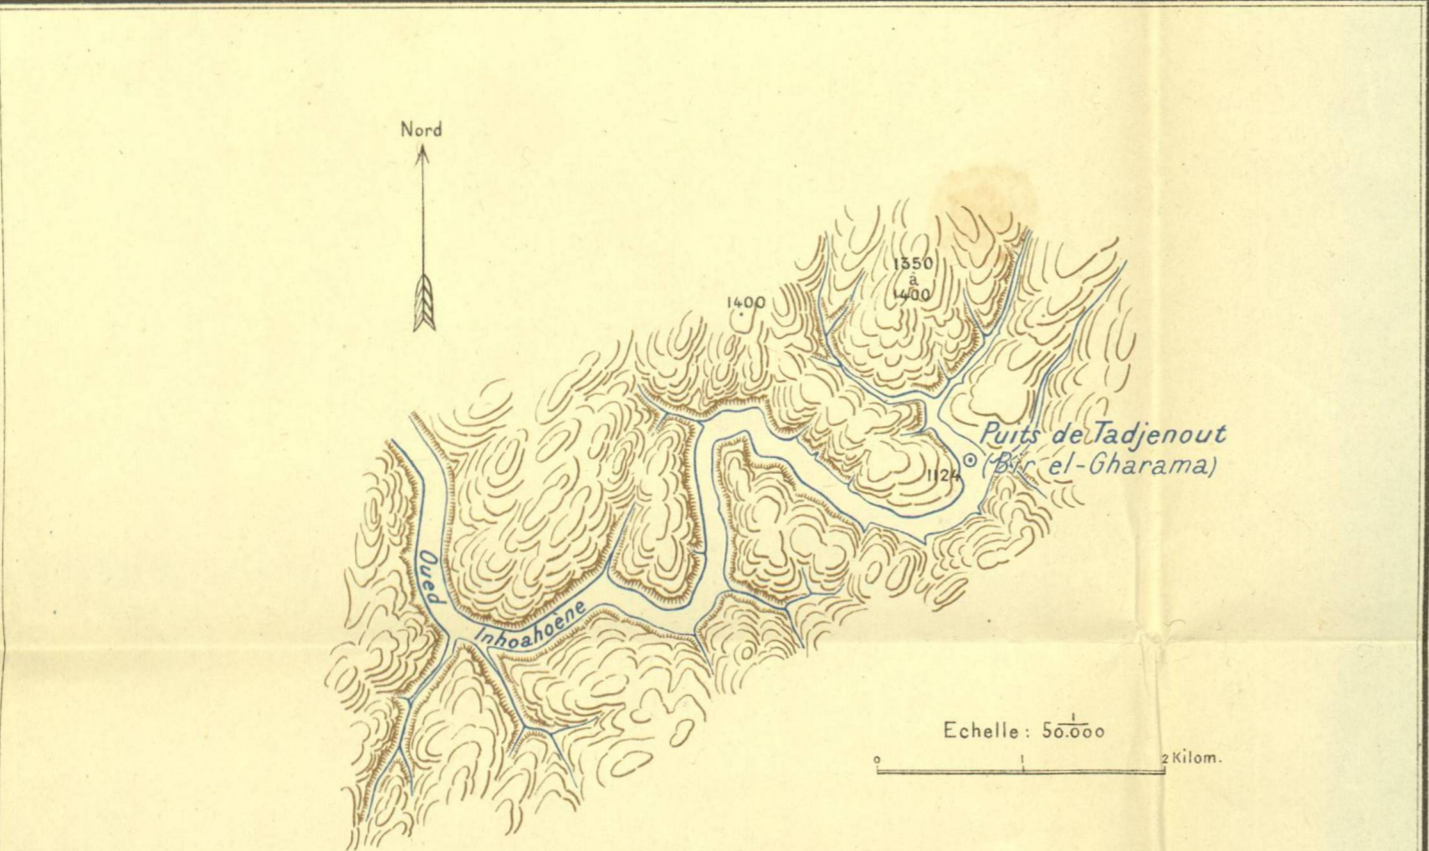 Nord
1350
à
1400
1400
Puits de Tadjenout
(Bir el-Gharama)
1124
Oued
Inhoahoène
Echelle: 1/50.000
0 1 2 Kilom.